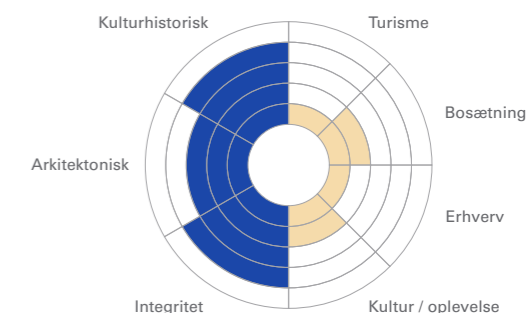 Kulturhistorisk
Turisme
Bosætning
Arkitektonisk
Erhverv
Integritet
Kultur / oplevelse